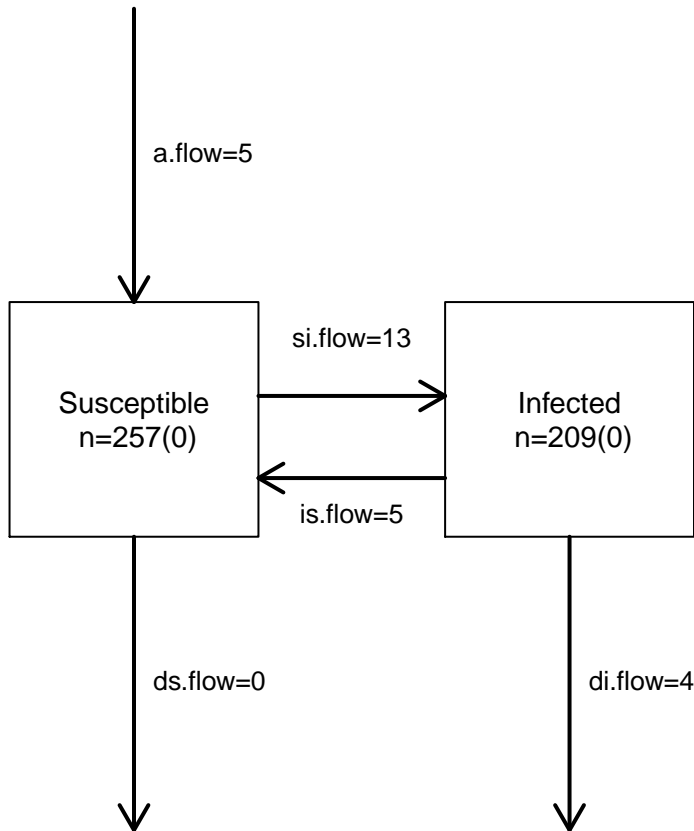 a.flow=5
si.flow=13
Susceptible
n=257(0)
Infected
n=209(0)
is.flow=5
ds.flow=0
di.flow=4